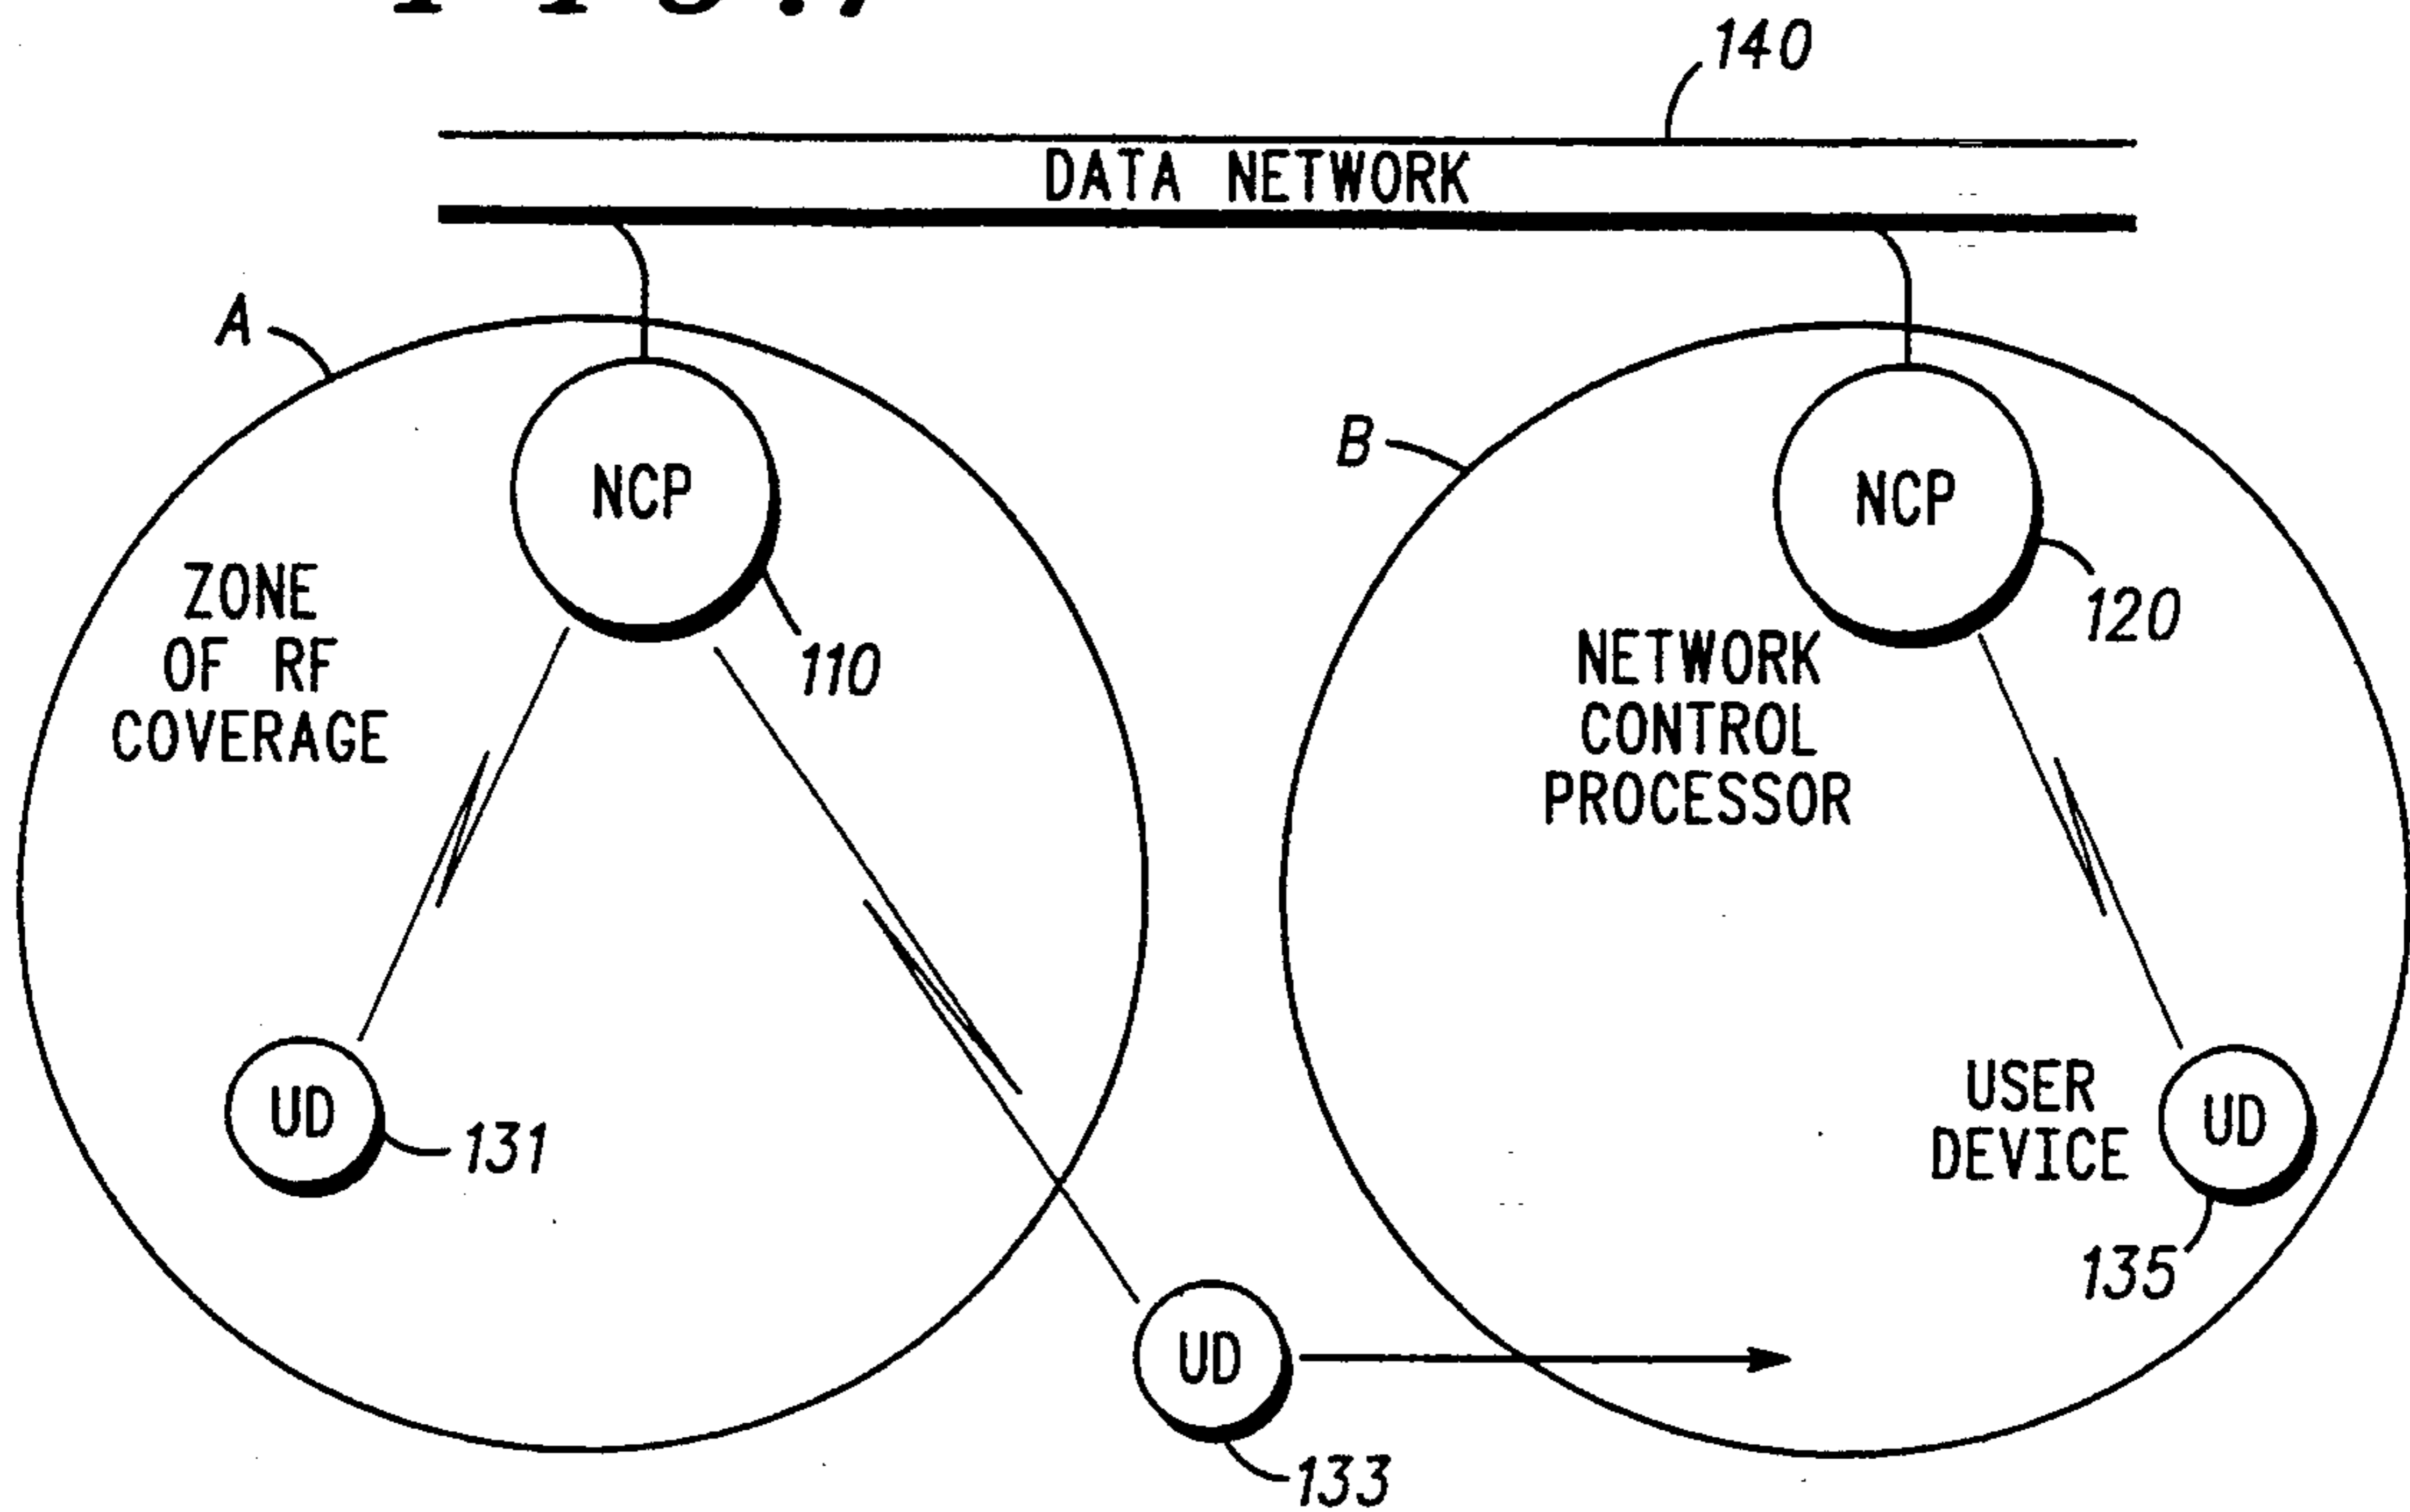 140
DATA NETWORK
A
B
NCP
NCP
110
120
ZONE
OF RF
COVERAGE
NETWORK
CONTROL
PROCESSOR
UD
131
USER
DEVICE
UD
135
UD
133